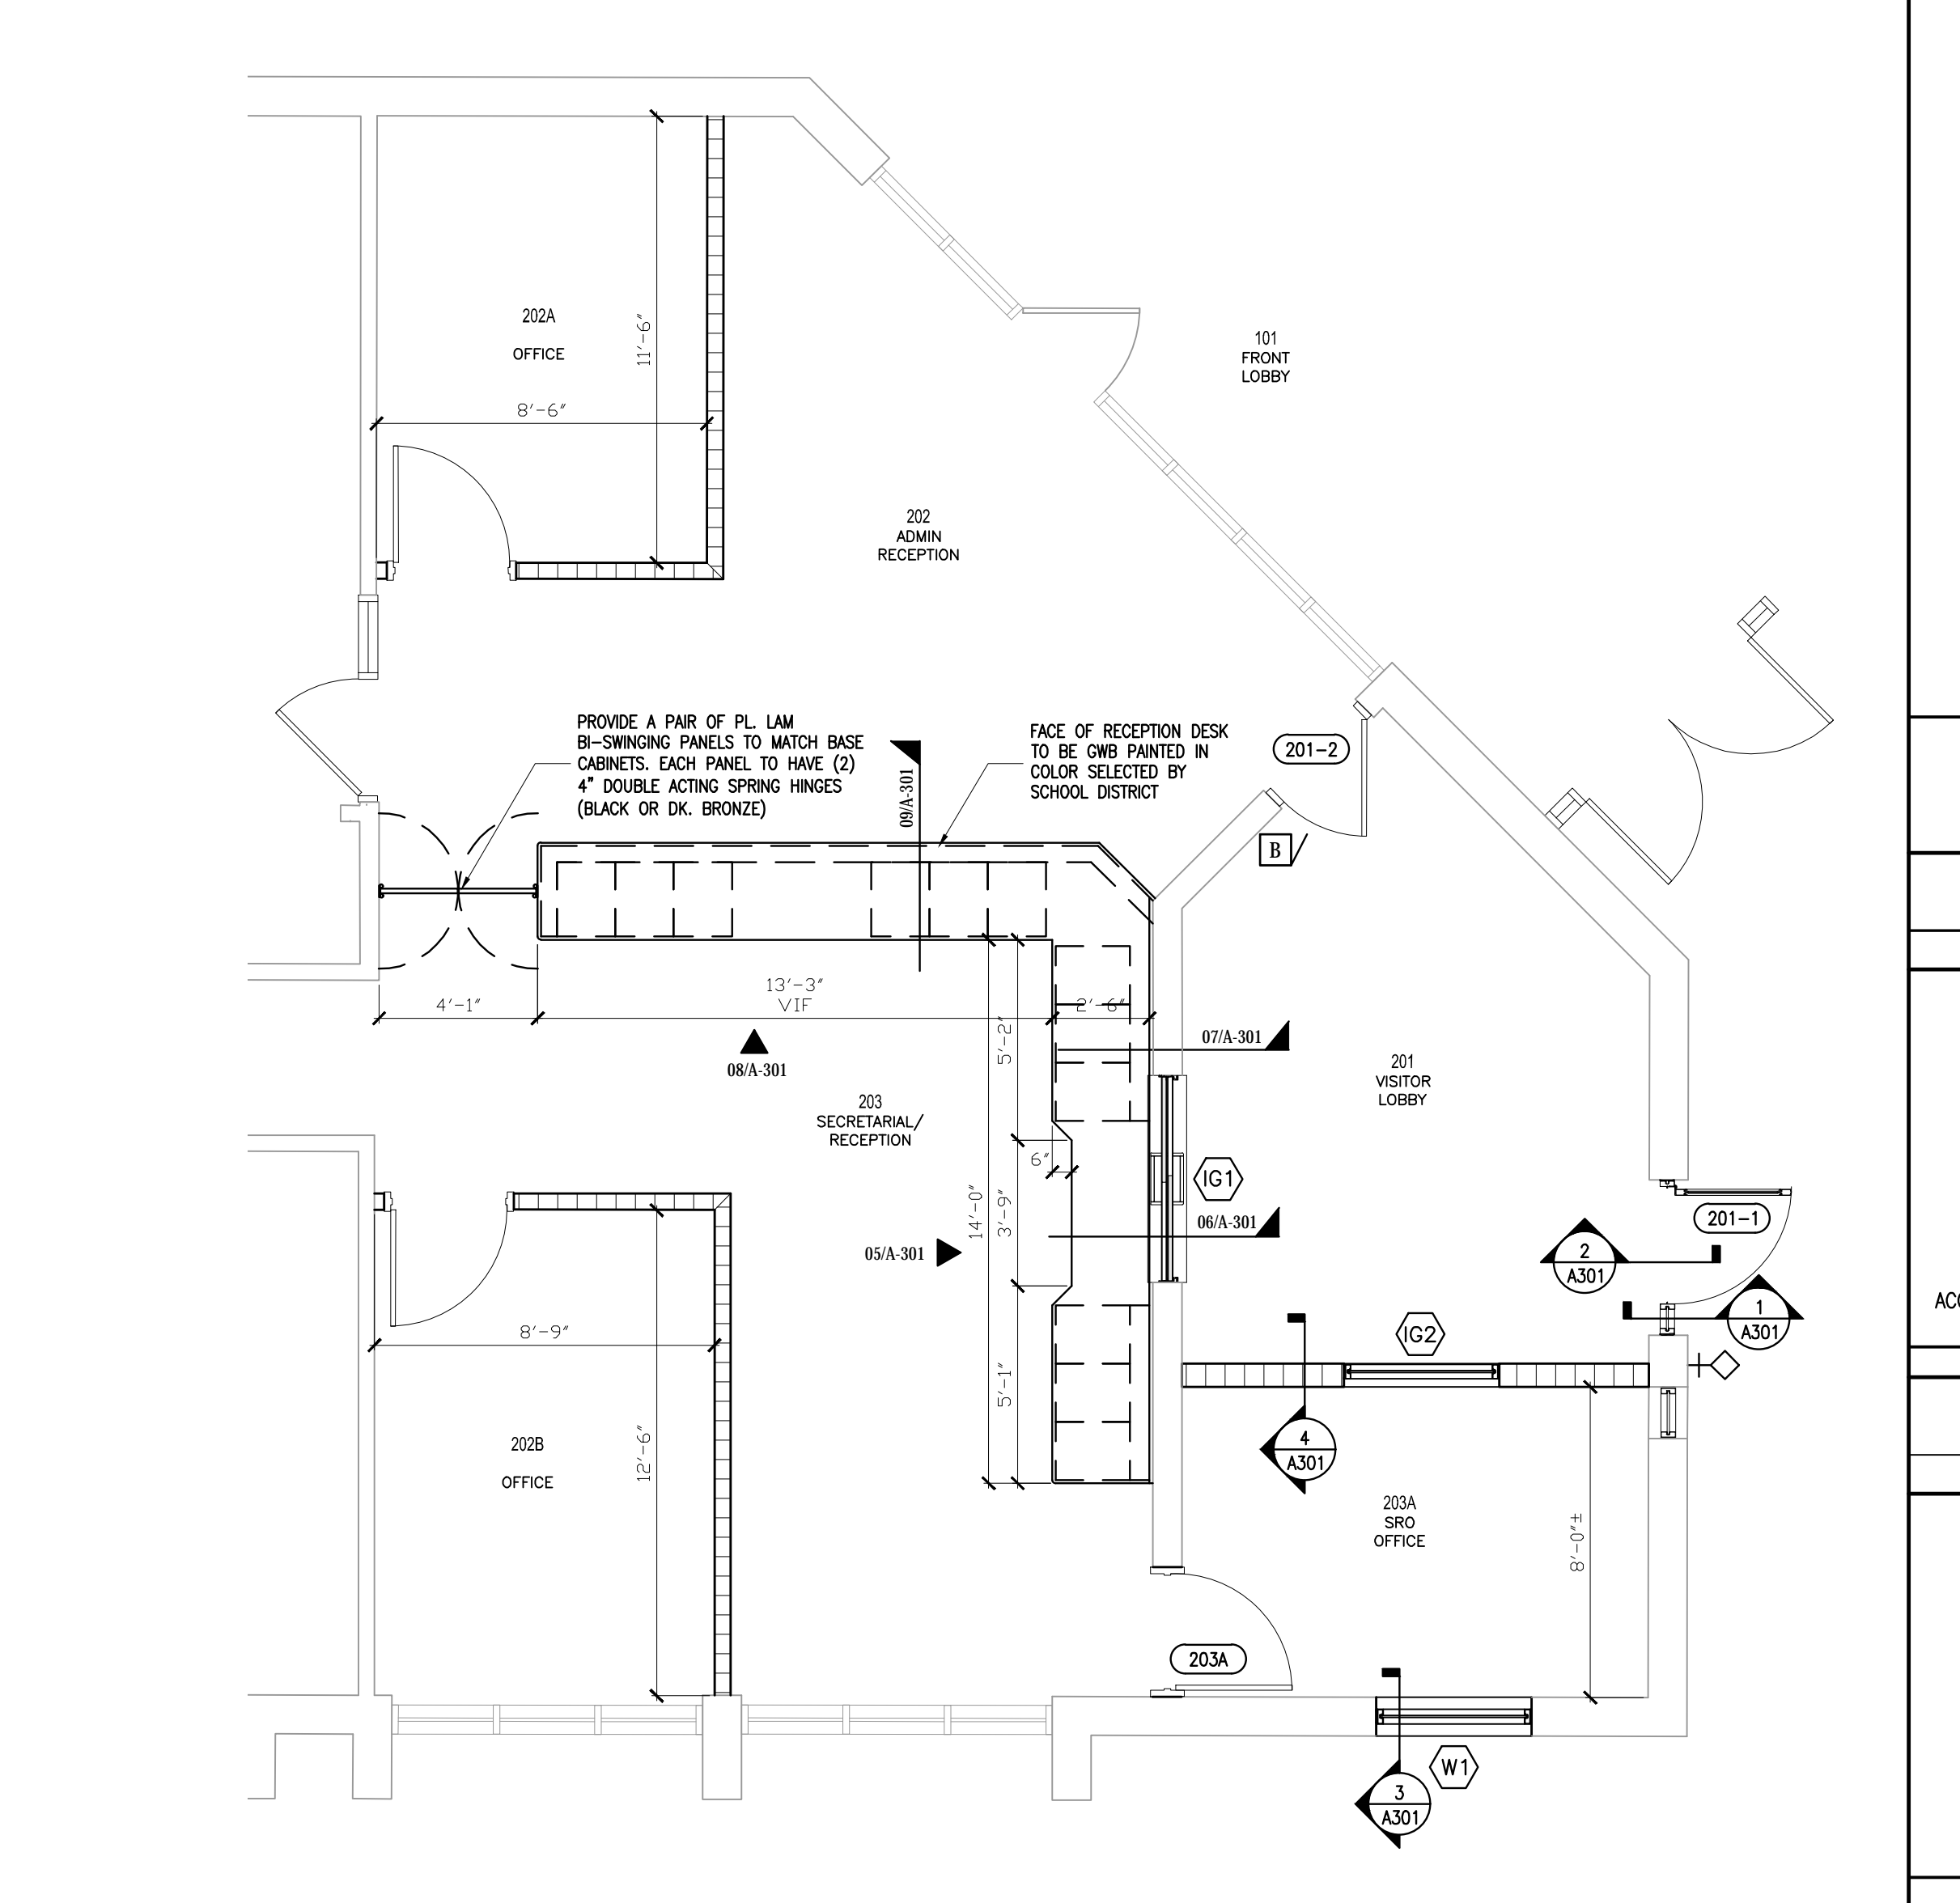 202A
OFFICE
11'-6"
8'-6"
101
FRONT
LOBBY
202
ADMIN
RECEPTION
PROVIDE A PAIR OF PL. LAM
BI-SWINGING PANELS TO MATCH BASE
CABINETS. EACH PANEL TO HAVE (2)
4" DOUBLE ACTING SPRING HINGES
(BLACK OR DK. BRONZE)
09/A-301
FACE OF RECEPTION DESK
TO BE GWB PAINTED IN
COLOR SELECTED BY
SCHOOL DISTRICT
201-2
B
4'-1"
13'-3"
VIF
2'-6"
5'-2"
07/A-301
08/A-301
201
VISITOR
LOBBY
203
SECRETARIAL/
RECEPTION
6"
IG1
14'-0"
3'-9"
06/A-301
05/A-301
201-1
2
A301
1
A301
IG2
8'-9"
5'-1"
12'-6"
202B
OFFICE
4
A301
203A
SRO
OFFICE
8'-0"±
203A
W1
3
A301